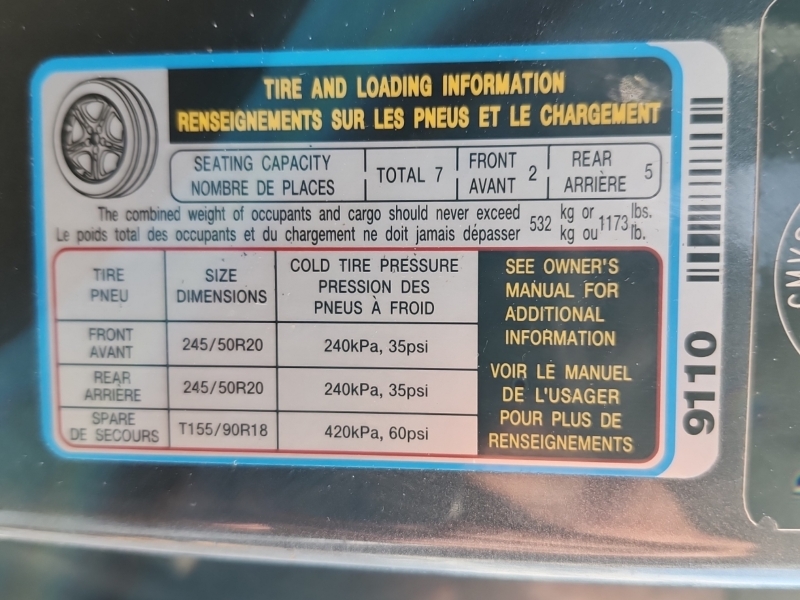 TIRE AND LOADING INFORMATION
RENSEIGNEMENTS SUR LES PNEUS ET LE CHARGEMENT
SEATING CAPACITY
NOMBRE DE PLACES
TOTAL 7
FRONT
AVANT
2
REAR
ARRIÈRE
5
The combined weight of occupants and cargo should never exceed 532 kg or 1173 lbs.
Le poids total des occupants et du chargement ne doit jamais dépasser kg ou lb.
TIRE
PNEU
SIZE
DIMENSIONS
COLD TIRE PRESSURE
PRESSION DES
PNEUS À FROID
FRONT
AVANT
245/50R20
240kPa, 35psi
REAR
ARRIÈRE
245/50R20
240kPa, 35psi
SPARE
DE SECOURS
T155/90R18
420kPa, 60psi
SEE OWNER'S
MANUAL FOR
ADDITIONAL
INFORMATION
VOIR LE MANUEL
DE L'USAGER
POUR PLUS DE
RENSEIGNEMENTS
9110